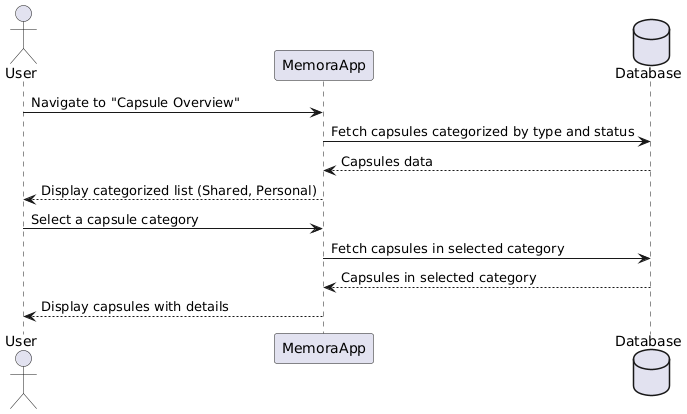 User
MemoraApp
Database
Navigate to "Capsule Overview"
Fetch capsules categorized by type and status
Capsules data
Display categorized list (Shared, Personal)
Select a capsule category
Fetch capsules in selected category
Capsules in selected category
Display capsules with details
User
MemoraApp
Database